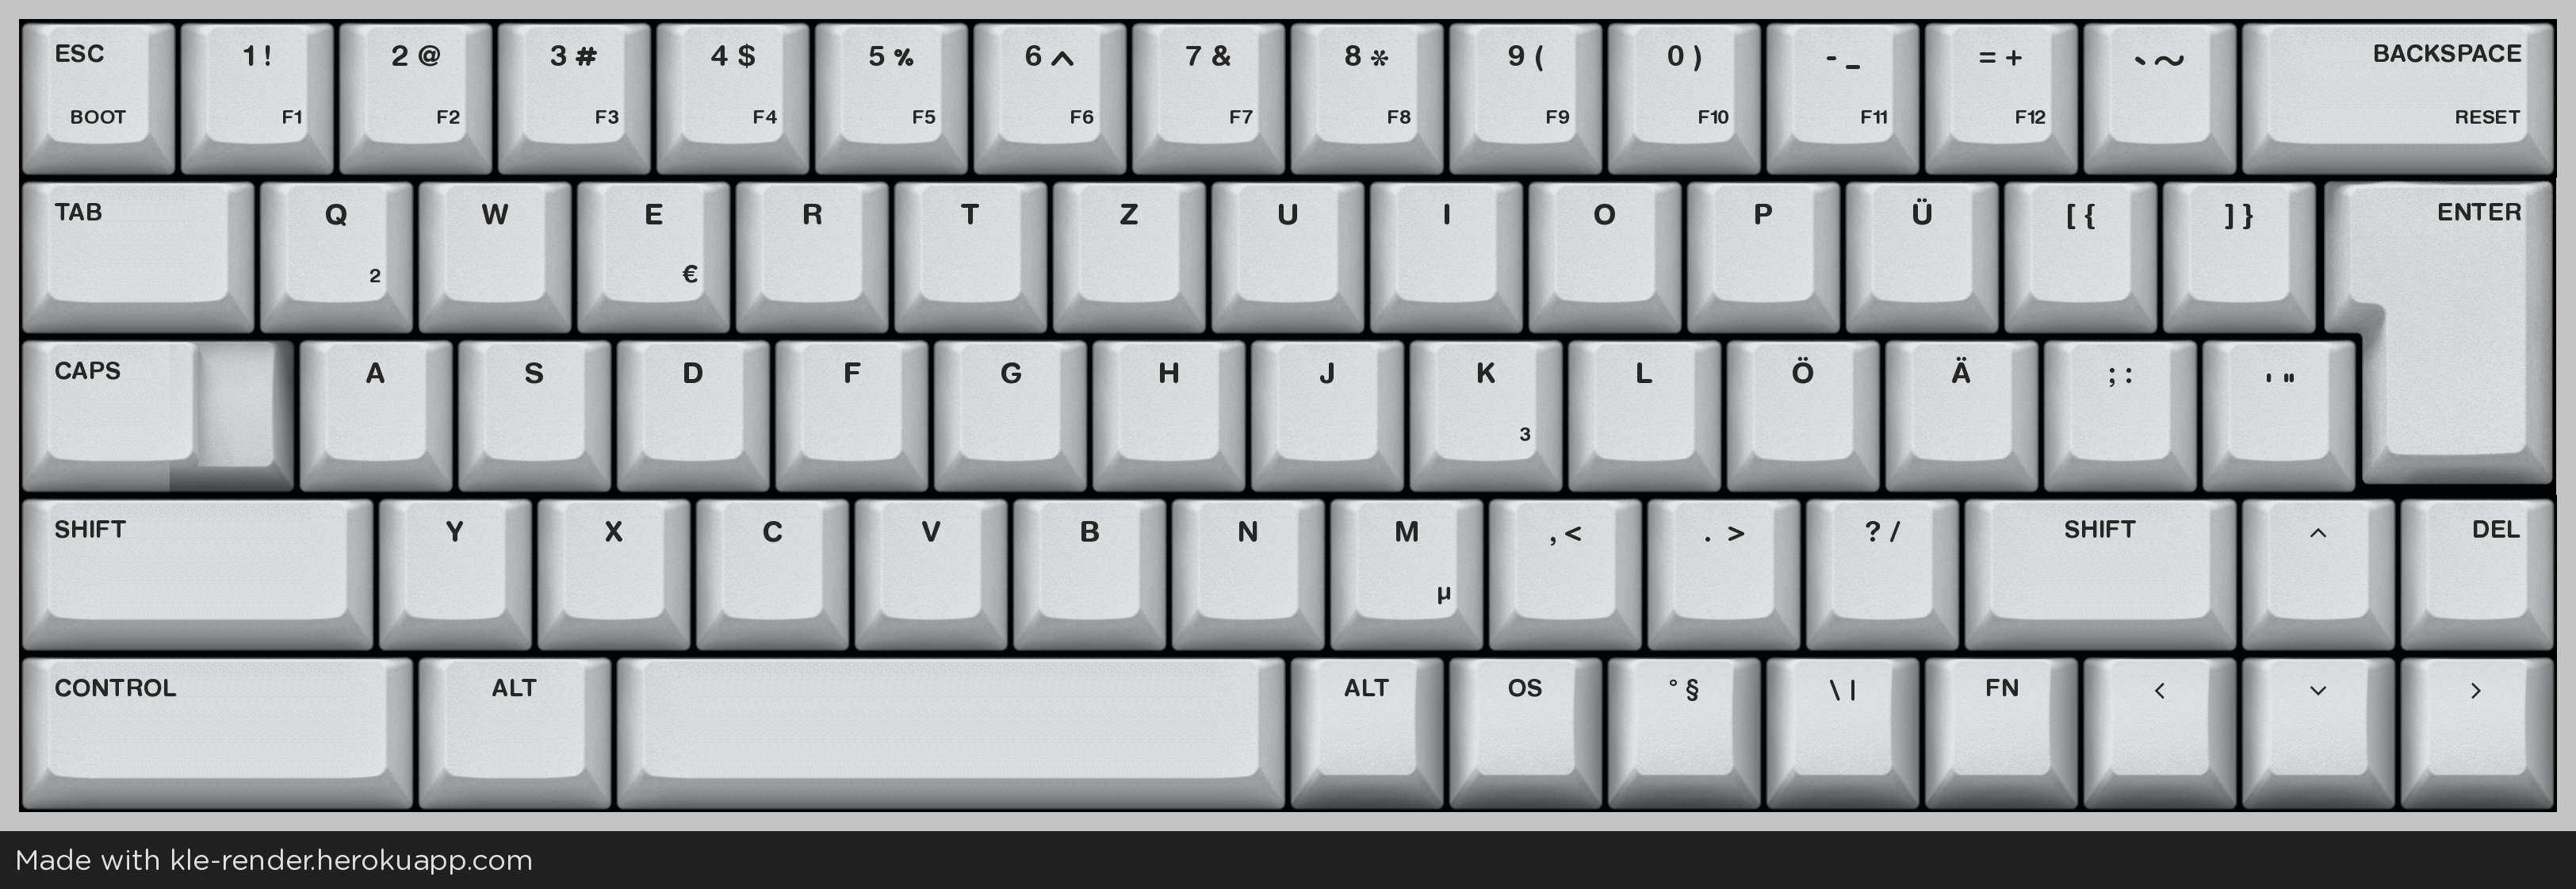 ESC 1 ! 2 @ 3 # 4 $ 5 % 6 ^ 7 & 8 * 9 ( 0 ) - _ = + ` ~ BACKSPACE
BOOT F1 F2 F3 F4 F5 F6 F7 F8 F9 F10 F11 F12 RESET
TAB Q W E R T Z U I O P Ü [ { ] } ENTER
2 €
CAPS A S D F G H J K L Ö Ä ; : ' "
3
SHIFT Y X C V B N M , < . > ? / SHIFT ^ DEL
µ
CONTROL ALT ALT OS ° § \ | FN < ⌄ >
Made with kle-render.herokuapp.com